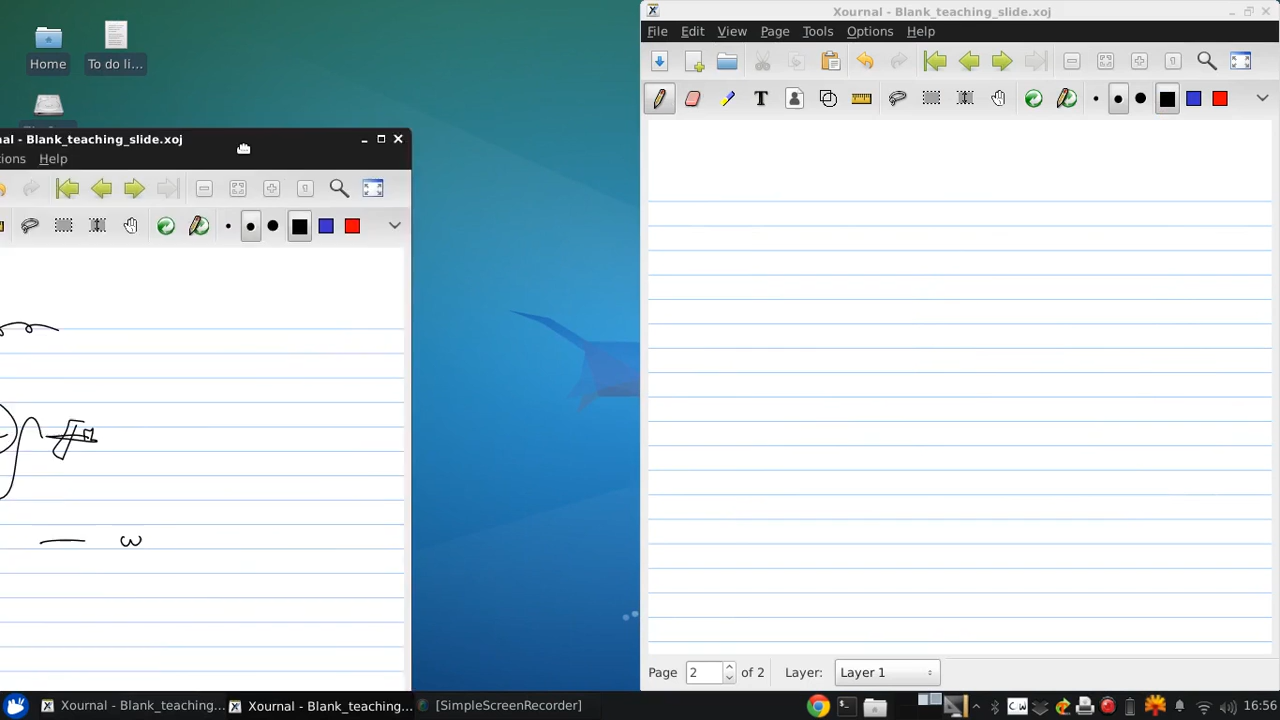 Xournal - Blank_teaching_slide.xoj
File Edit View Page Tools Options Help
Home To do li...
nal - Blank_teaching_slide.xoj
ions Help
ω
Page 2 of 2 Layer: Layer 1
Xournal - Blank_teaching... Xournal - Blank_teaching... [SimpleScreenRecorder] 16:56